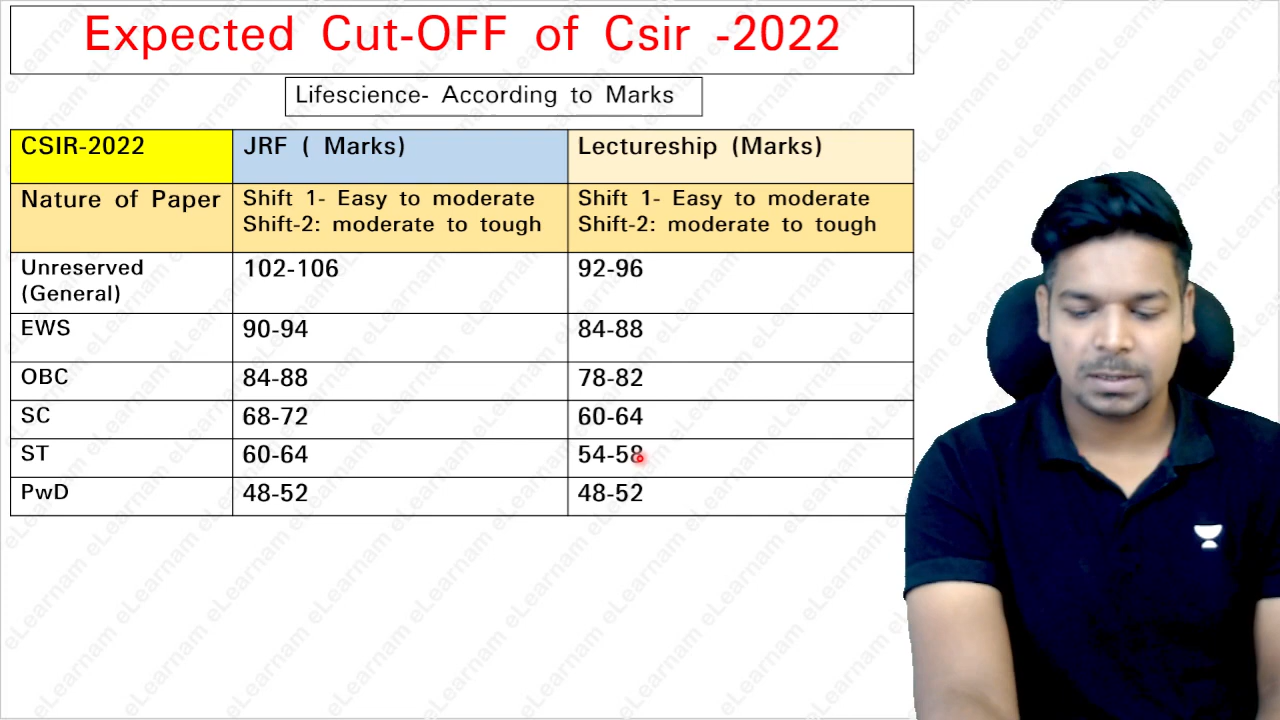 Expected Cut-OFF of Csir -2022
Lifescience- According to Marks
CSIR-2022 JRF ( Marks) Lectureship (Marks)
Nature of Paper Shift 1- Easy to moderate Shift 1- Easy to moderate
Shift-2: moderate to tough Shift-2: moderate to tough
Unreserved 102-106 92-96
(General)
EWS 90-94 84-88
OBC 84-88 78-82
SC 68-72 60-64
ST 60-64 54-58
PwD 48-52 48-52
eLearnam